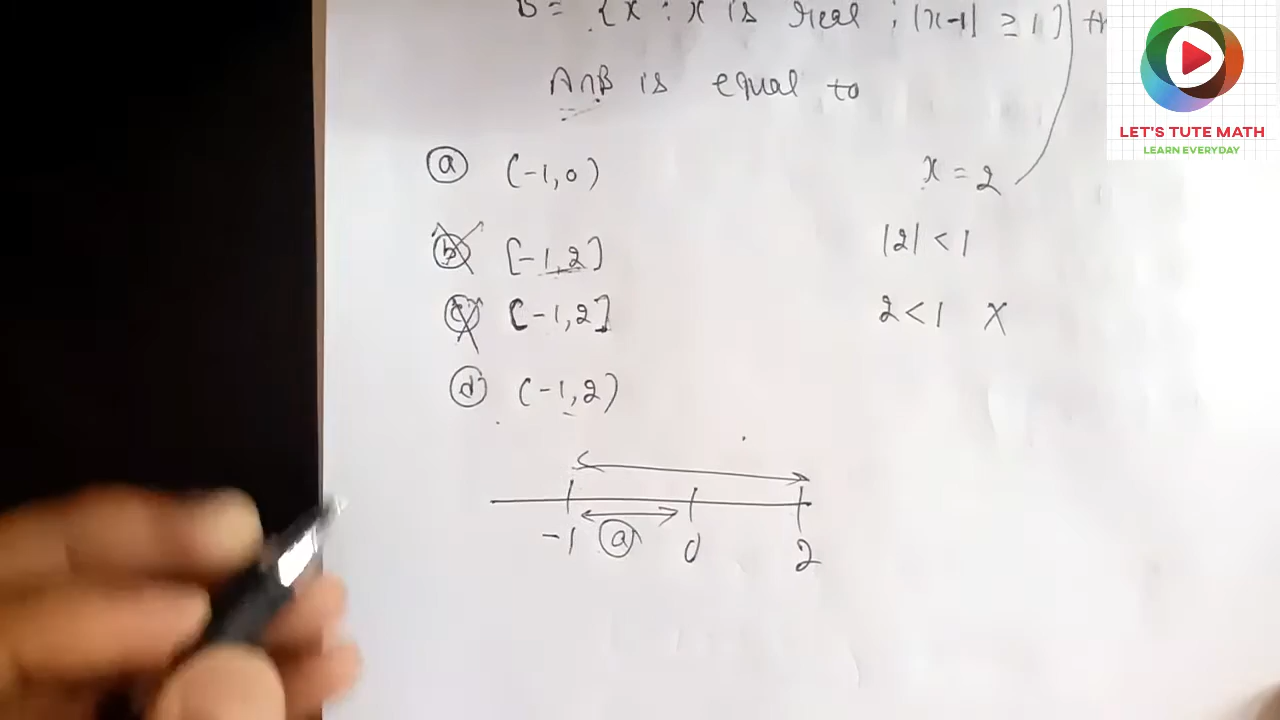 B = {x : x is real ; |x-1| ≥ 1}
A∩B is equal to
(a) (-1,0)
(b) [-1,2]
(c) [-1,2]
(d) (-1,2)
x = 2
|2| < 1
2 < 1 X
-1 (a) 0 2
LET'S TUTE MATH
LEARN EVERYDAY